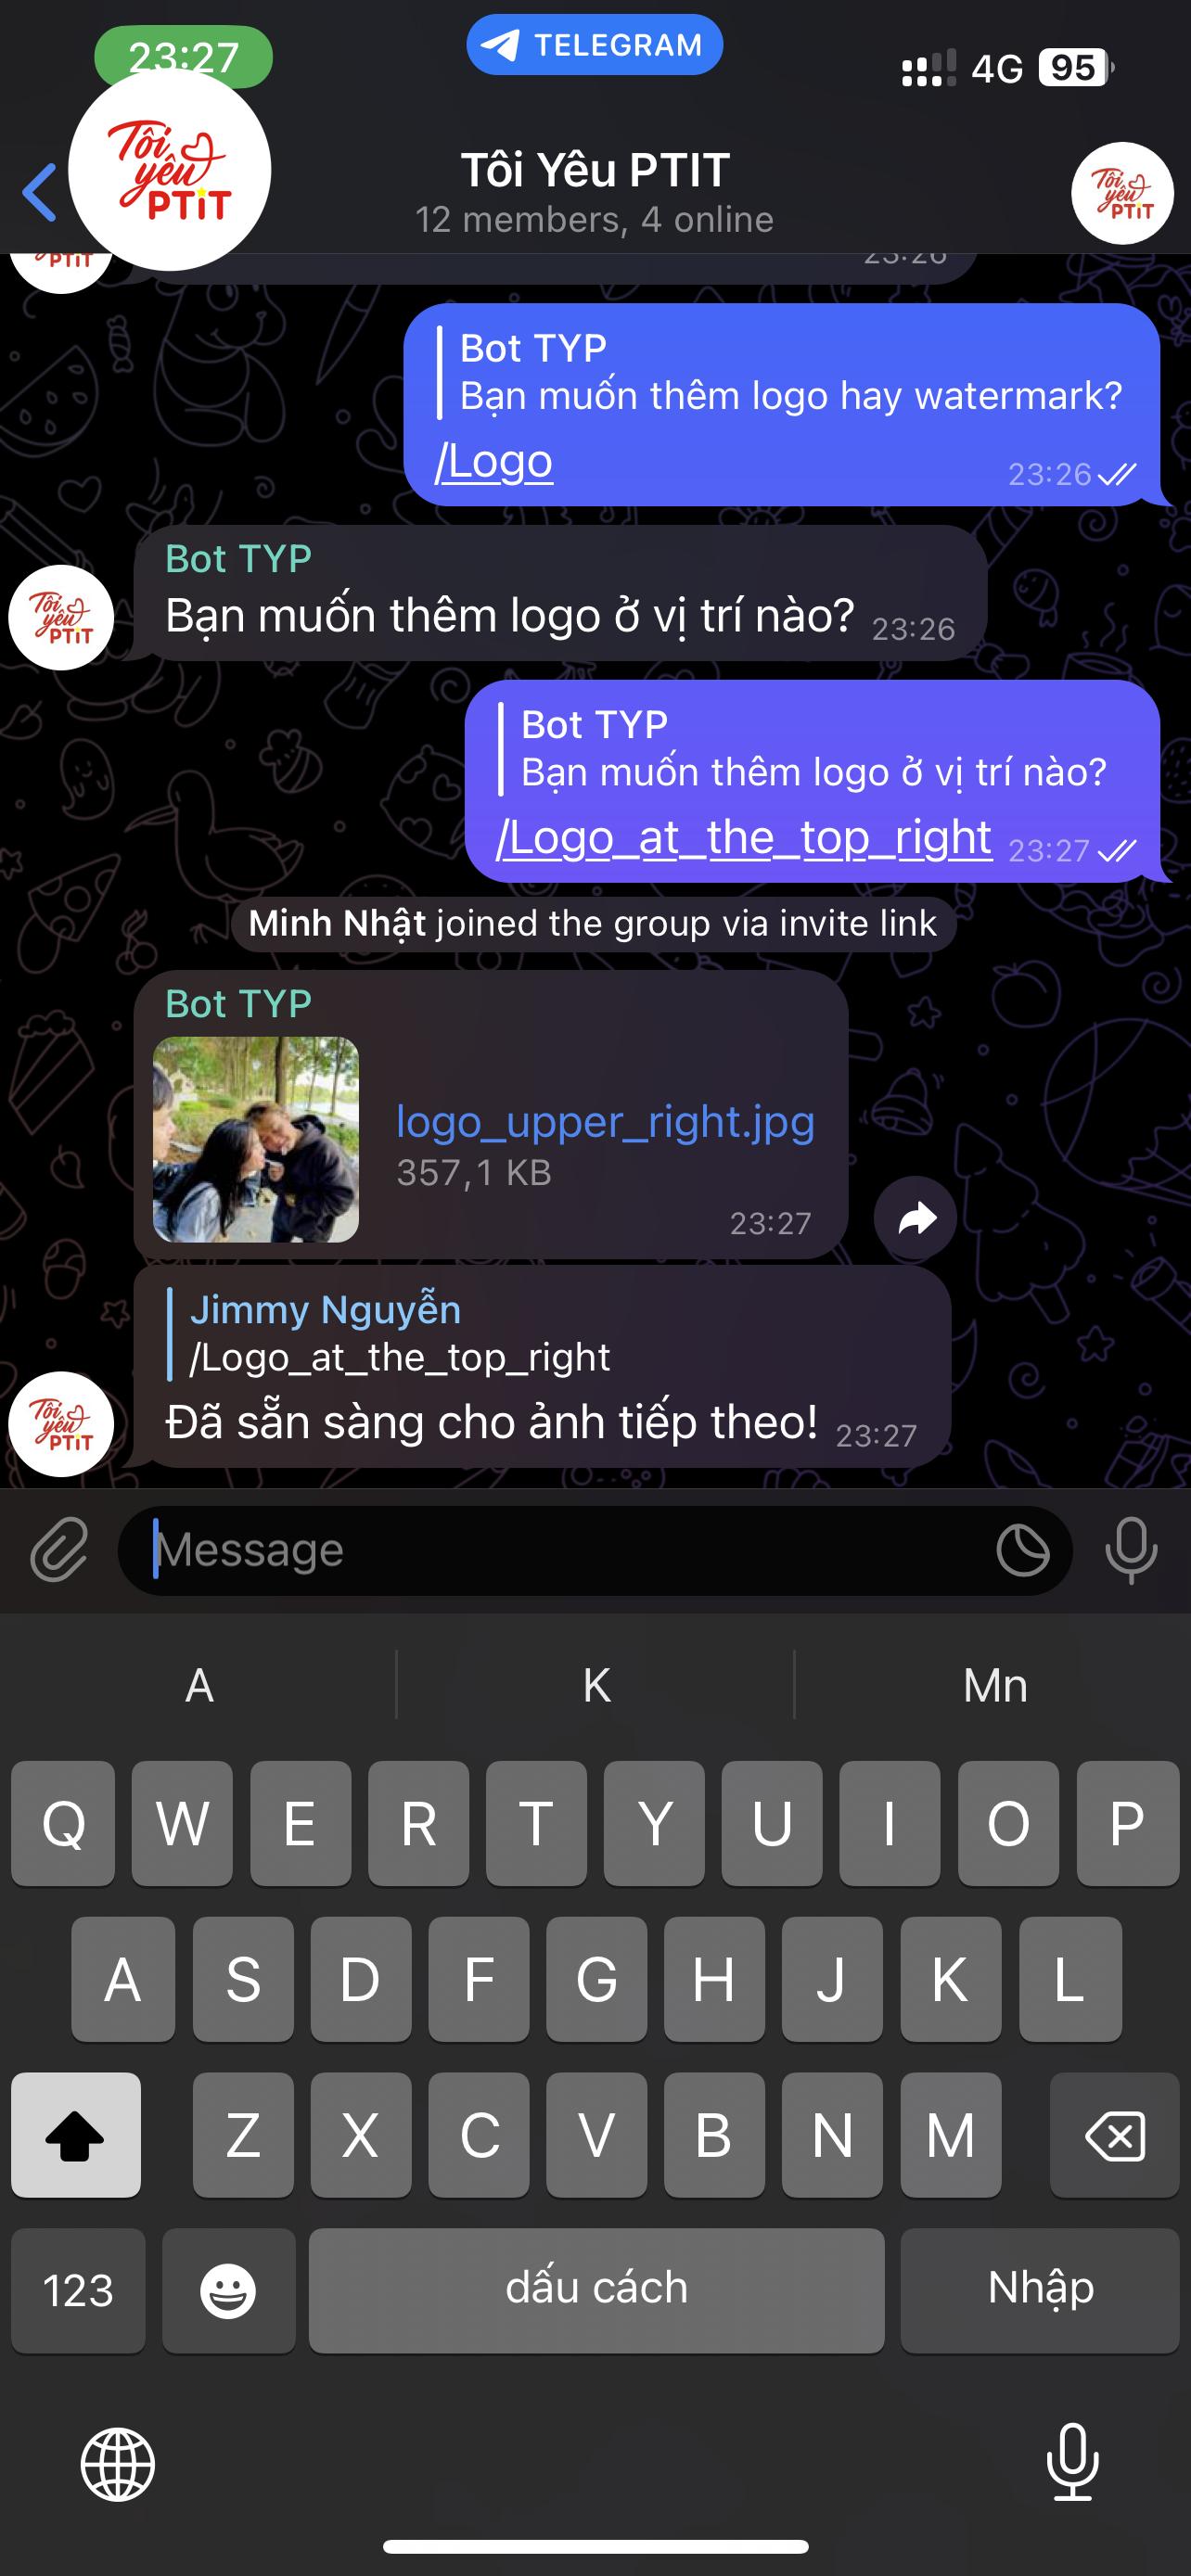 23:27
TELEGRAM
4G
95
Tôi
yêu
PTIT
Tôi Yêu PTIT
12 members, 4 online
Tôi
yêu
PTIT
PTIT
23:26
Bot TYP
Bạn muốn thêm logo hay watermark?
/Logo
23:26
Bot TYP
Bạn muốn thêm logo ở vị trí nào?
23:26
Tôi
yêu
PTIT
Bot TYP
Bạn muốn thêm logo ở vị trí nào?
/Logo_at_the_top_right
23:27
Minh Nhật joined the group via invite link
Bot TYP
logo_upper_right.jpg
357,1 KB
23:27
Jimmy Nguyễn
/Logo_at_the_top_right
Đã sẵn sàng cho ảnh tiếp theo!
23:27
Tôi
yêu
PTIT
Message
A K Mn
Q W E R T Y U I O P
A S D F G H J K L
Z X C V B N M
123 dấu cách Nhập